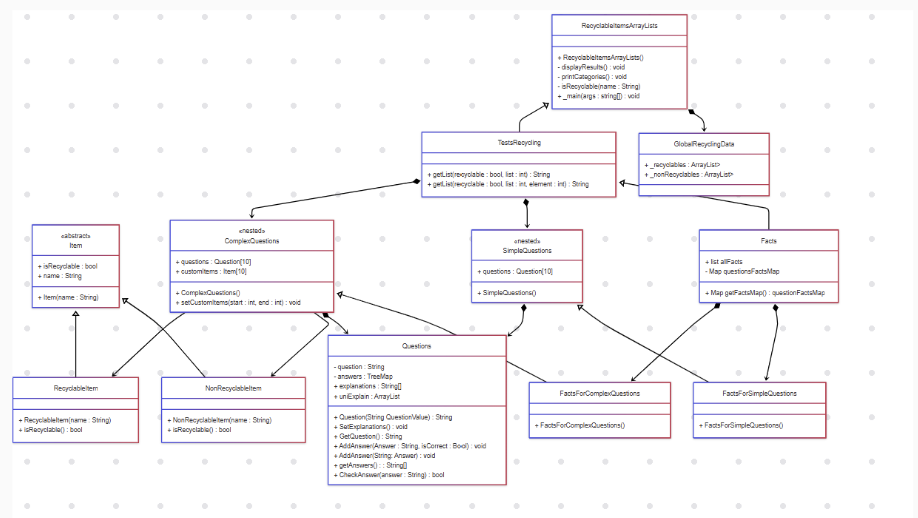 RecyclableItemsArrayLists
+ RecyclableItemsArrayLists()
- displayResults() : void
- printCategories() : void
- isRecyclable(name : String)
+ _main(args : string[]) : void
TestsRecycling
+ getList(recyclable : bool, list : int) : String
+ getList(recyclable : bool, list : int, element : int) : String
GlobalRecyclingData
+ _recyclables : ArrayList>
+ _nonRecyclables : ArrayList>
«abstract»
Item
+ isRecyclable : bool
+ name : String
+ Item(name : String)
«nested»
ComplexQuestions
+ questions : Question[10]
+ customitems : Item[10]
+ ComplexQuestions()
+ setCustomItems(start : int, end : int) : void
«nested»
SimpleQuestions
+ questions : Question[10]
+ SimpleQuestions()
Facts
+ list allFacts
- Map questionsFactsMap
+ Map getFactsMap() : questionFactsMap
RecyclableItem
+ RecyclableItem(name : String)
+ isRecyclable() : bool
NonRecyclableItem
+ NonRecyclableItem(name : String)
+ isRecyclable() : bool
Questions
- question : String
- answers : TreeMap
+ explanations : String[]
+ uniExplain : ArrayList
+ Question(String QuestionValue) : String
+ SetExplanations() : void
+ GetQuestion() : String
+ AddAnswer(Answer : String, isCorrect : Bool) : void
+ AddAnswer(String: Answer) : void
+ getAnswers() : : String[]
+ CheckAnswer(answer : String) : bool
FactsForComplexQuestions
+ FactsForComplexQuestions()
FactsForSimpleQuestions
+ FactsForSimpleQuestions()